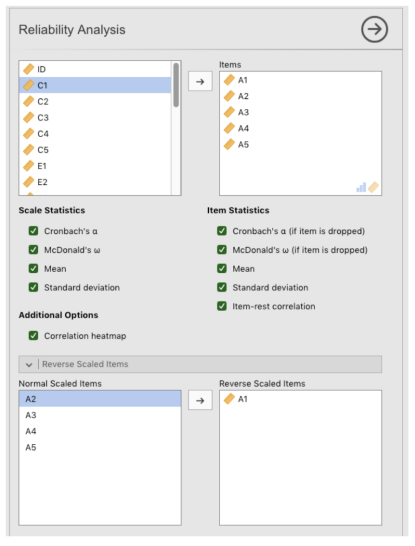 Reliability Analysis
Items
ID
C1
C2
C3
C4
C5
E1
E2
A1
A2
A3
A4
A5
Scale Statistics
Cronbach's α
McDonald's ω
Mean
Standard deviation
Item Statistics
Cronbach's α (if item is dropped)
McDonald's ω (if item is dropped)
Mean
Standard deviation
Item-rest correlation
Additional Options
Correlation heatmap
Reverse Scaled Items
Normal Scaled Items
A2
A3
A4
A5
Reverse Scaled Items
A1